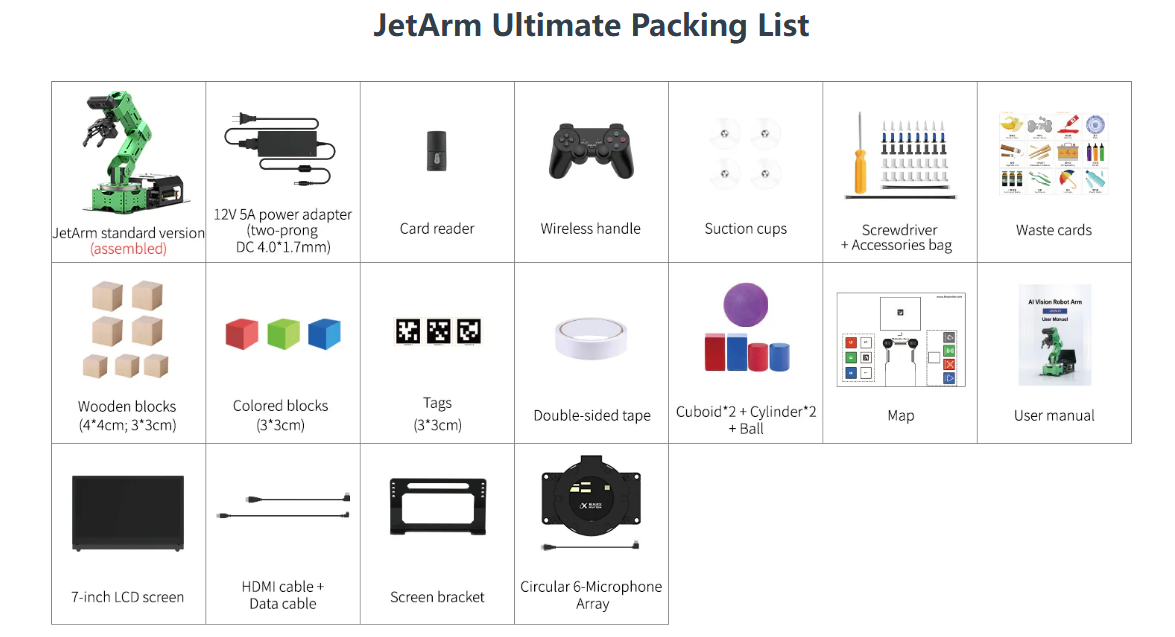 JetArm Ultimate Packing List
JetArm standard version
(assembled)
12V 5A power adapter
(two-prong
DC 4.0*1.7mm)
Card reader
Wireless handle
Suction cups
Screwdriver
+ Accessories bag
Waste cards
Wooden blocks
(4*4cm; 3*3cm)
Colored blocks
(3*3cm)
Tags
(3*3cm)
Double-sided tape
Cuboid*2 + Cylinder*2
+ Ball
Map
AI Vision Robot Arm
User Manual
User manual
7-inch LCD screen
HDMI cable +
Data cable
Screen bracket
Circular 6-Microphone
Array